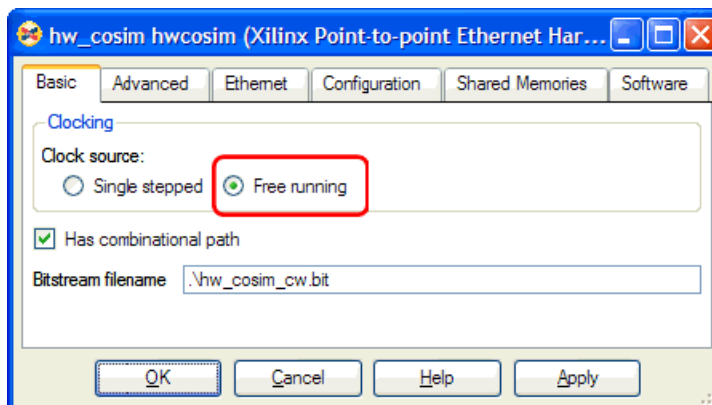 hw_cosim hwcosim (Xilinx Point-to-point Ethernet Har...
Basic Advanced Ethernet Configuration Shared Memories Software
Clocking
Clock source:
Single stepped Free running
Has combinational path
Bitstream filename .\hw_cosim_cw.bit
OK Cancel Help Apply